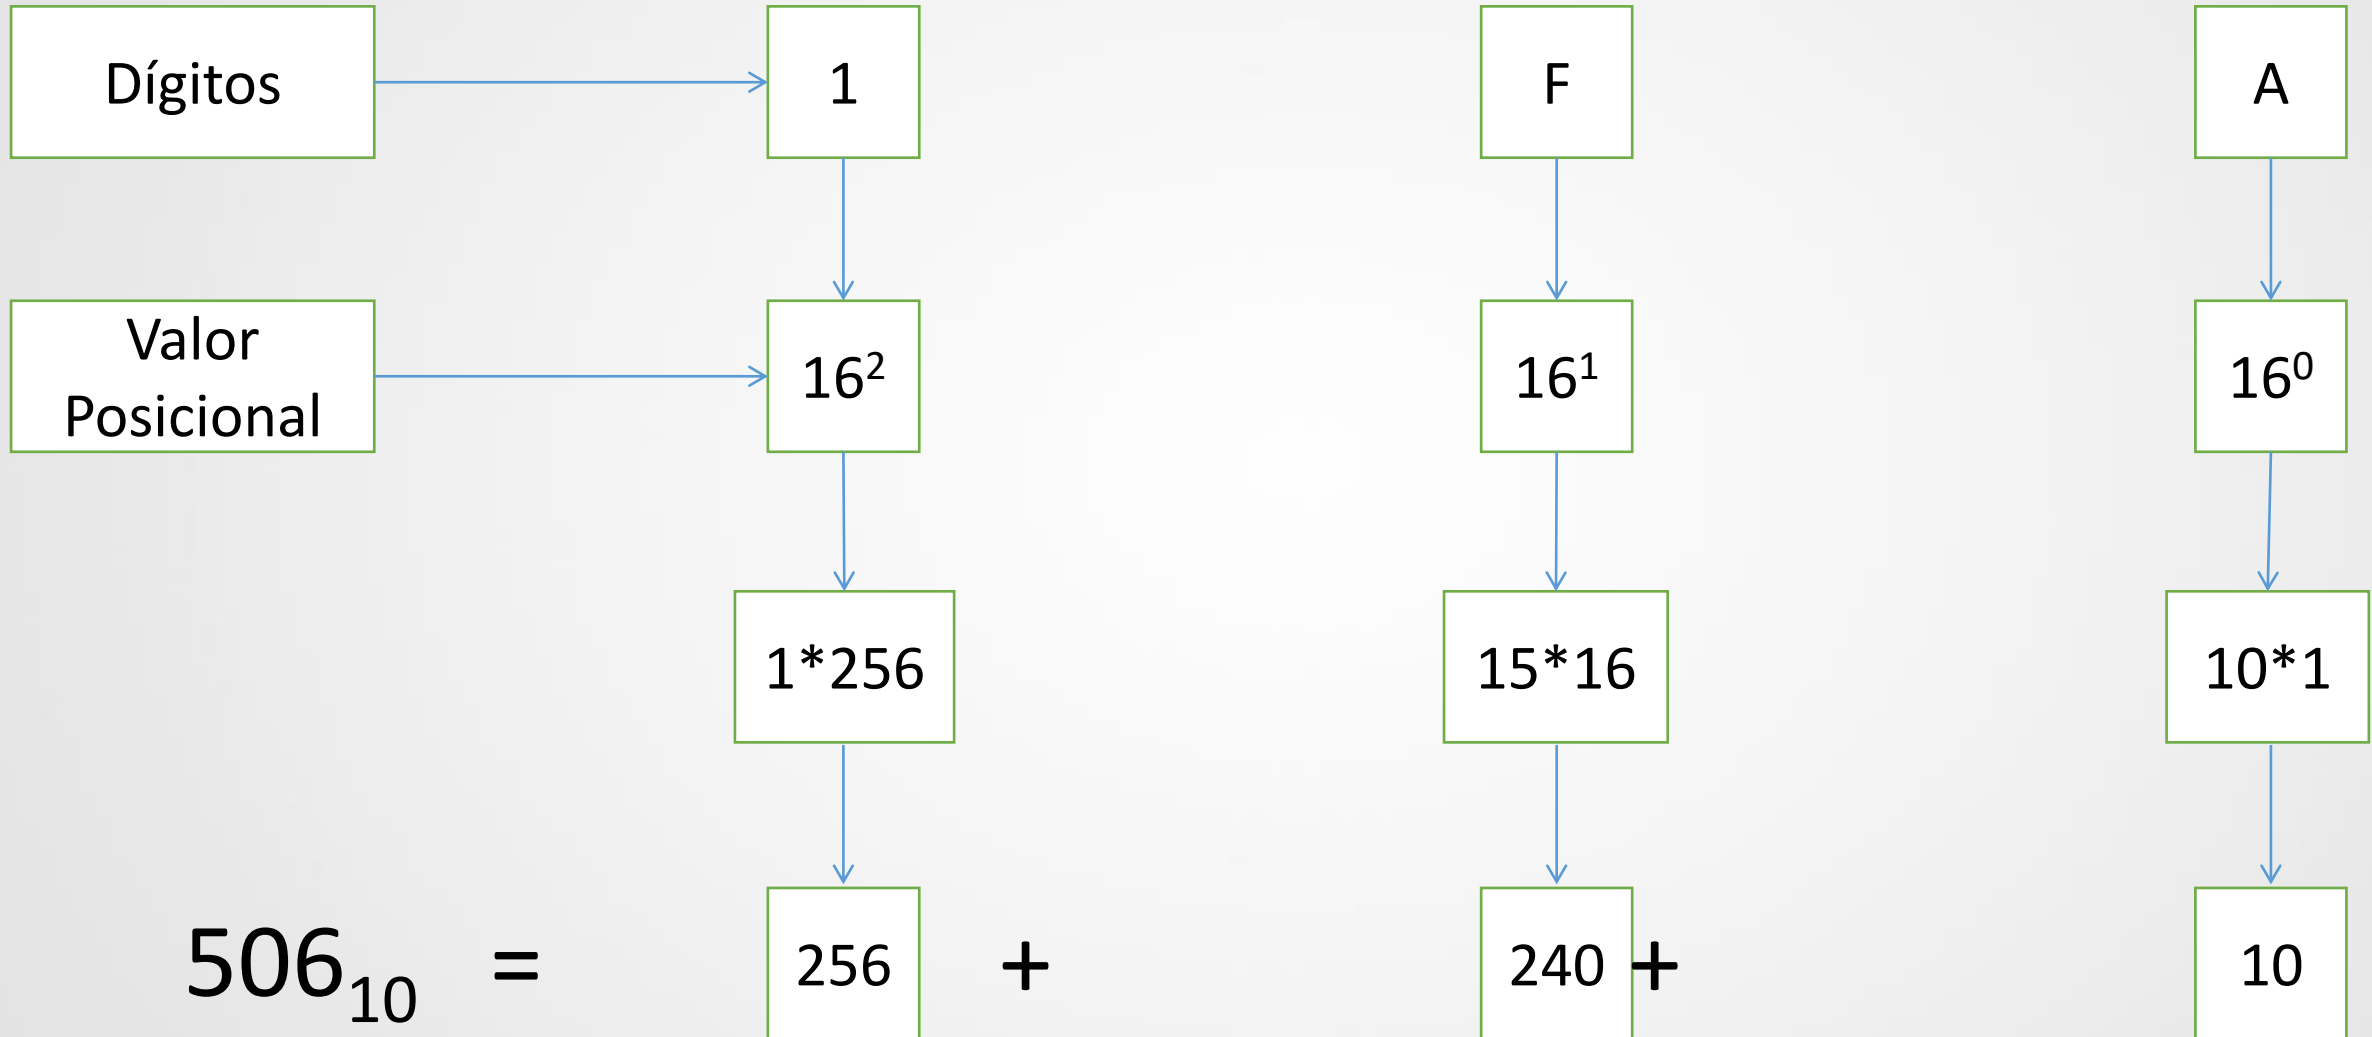 Dígitos 1 F A
Valor
Posicional 16² 16¹ 16⁰
1*256 15*16 10*1
506₁₀ = 256 + 240 + 10